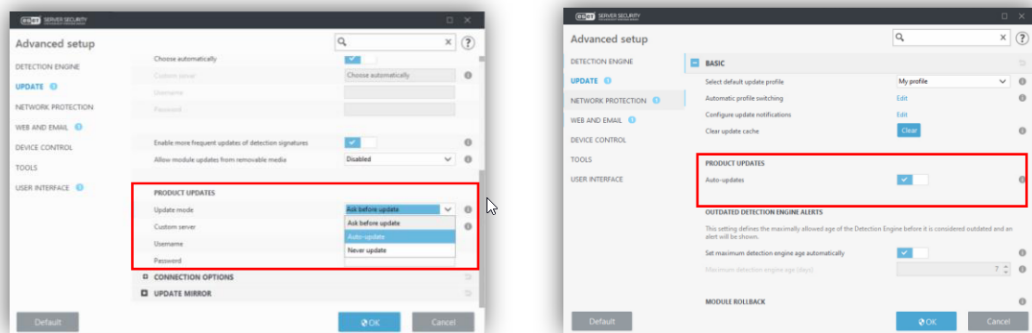 eset SERVER SECURITY
Advanced setup
DETECTION ENGINE
UPDATE
NETWORK PROTECTION
WEB AND EMAIL
DEVICE CONTROL
TOOLS
USER INTERFACE
Choose automatically
Custom server
Choose automatically
Username
Password
Enable more frequent updates of detection signatures
Allow module updates from removable media
Disabled
PRODUCT UPDATES
Update mode
Ask before update
Custom server
Ask before update
Auto-update
Username
Never update
Password
CONNECTION OPTIONS
UPDATE MIRROR
Default
OK
Cancel
eset SERVER SECURITY
Advanced setup
DETECTION ENGINE
UPDATE
NETWORK PROTECTION
WEB AND EMAIL
DEVICE CONTROL
TOOLS
USER INTERFACE
BASIC
Select default update profile
My profile
Automatic profile switching
Edit
Configure update notifications
Edit
Clear update cache
Clear
PRODUCT UPDATES
Auto-updates
OUTDATED DETECTION ENGINE ALERTS
This setting defines the maximally allowed age of the Detection Engine before it is considered outdated and an
alert will be shown.
Set maximum detection engine age automatically
Maximum detection engine age (days)
7
MODULE ROLLBACK
Default
OK
Cancel